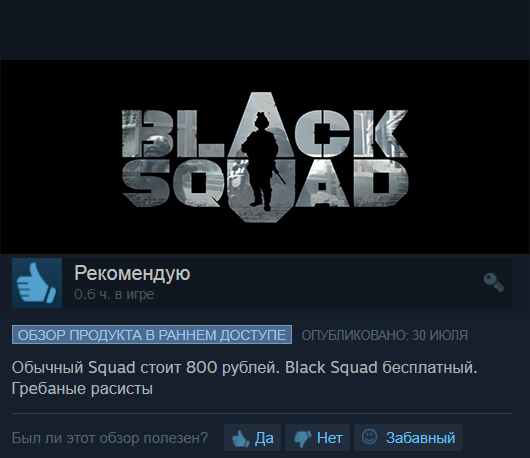 BLACK
SQUAD
Рекомендую
0.6 ч. в игре
ОБЗОР ПРОДУКТА В РАННЕМ ДОСТУПЕ ОПУБЛИКОВАНО: 30 ИЮЛЯ
Обычный Squad стоит 800 рублей. Black Squad бесплатный.
Гребаные расисты
Был ли этот обзор полезен? Да Нет Забавный